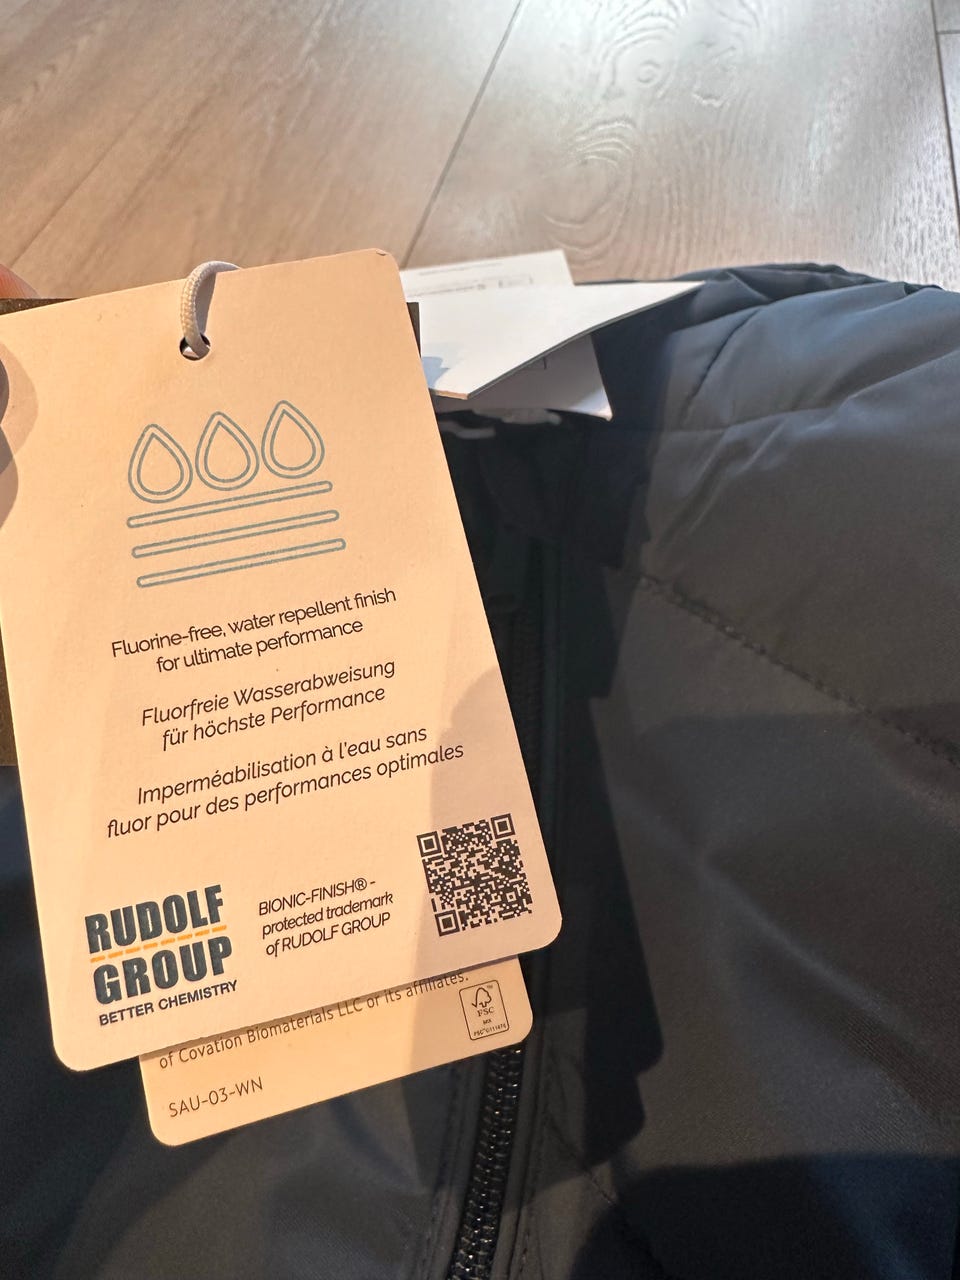 Fluorine-free, water repellent finish
for ultimate performance
Fluorfreie Wasserabweisung
für höchste Performance
Imperméabilisation à l'eau sans
fluor pour des performances optimales
RUDOLF
GROUP
BETTER CHEMISTRY
BIONIC-FINISH® -
protected trademark
of RUDOLF GROUP
of Covation Biomaterials LLC or its affiliates.
SAU-03-WN
FSC
MIX